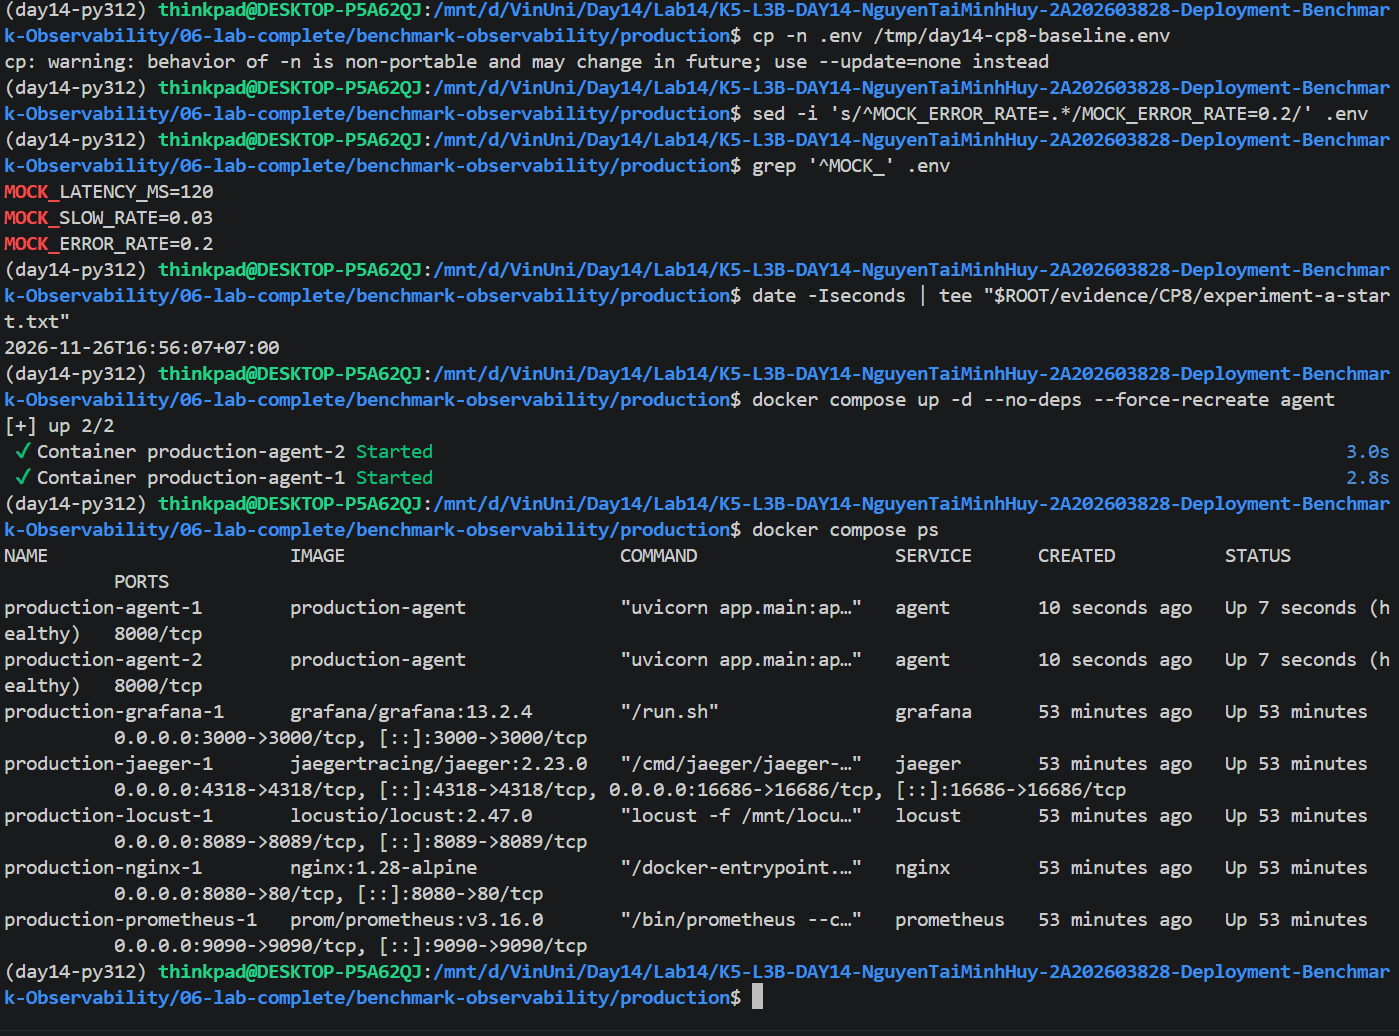 (day14-py312) thinkpad@DESKTOP-P5A62QJ:/mnt/d/VinUni/Day14/Lab14/K5-L3B-DAY14-NguyenTaiMinhHuy-2A202603828-Deployment-Benchmar
k-Observability/06-lab-complete/benchmark-observability/production$ cp -n .env /tmp/day14-cp8-baseline.env
cp: warning: behavior of -n is non-portable and may change in future; use --update=none instead
(day14-py312) thinkpad@DESKTOP-P5A62QJ:/mnt/d/VinUni/Day14/Lab14/K5-L3B-DAY14-NguyenTaiMinhHuy-2A202603828-Deployment-Benchmar
k-Observability/06-lab-complete/benchmark-observability/production$ sed -i 's/^MOCK_ERROR_RATE=.*/MOCK_ERROR_RATE=0.2/' .env
(day14-py312) thinkpad@DESKTOP-P5A62QJ:/mnt/d/VinUni/Day14/Lab14/K5-L3B-DAY14-NguyenTaiMinhHuy-2A202603828-Deployment-Benchmar
k-Observability/06-lab-complete/benchmark-observability/production$ grep '^MOCK_' .env
MOCK_LATENCY_MS=120
MOCK_SLOW_RATE=0.03
MOCK_ERROR_RATE=0.2
(day14-py312) thinkpad@DESKTOP-P5A62QJ:/mnt/d/VinUni/Day14/Lab14/K5-L3B-DAY14-NguyenTaiMinhHuy-2A202603828-Deployment-Benchmar
k-Observability/06-lab-complete/benchmark-observability/production$ date -Iseconds | tee "$ROOT/evidence/CP8/experiment-a-star
t.txt"
2026-11-26T16:56:07+07:00
(day14-py312) thinkpad@DESKTOP-P5A62QJ:/mnt/d/VinUni/Day14/Lab14/K5-L3B-DAY14-NguyenTaiMinhHuy-2A202603828-Deployment-Benchmar
k-Observability/06-lab-complete/benchmark-observability/production$ docker compose up -d --no-deps --force-recreate agent
[+] up 2/2
✓ Container production-agent-2 Started 3.0s
✓ Container production-agent-1 Started 2.8s
(day14-py312) thinkpad@DESKTOP-P5A62QJ:/mnt/d/VinUni/Day14/Lab14/K5-L3B-DAY14-NguyenTaiMinhHuy-2A202603828-Deployment-Benchmar
k-Observability/06-lab-complete/benchmark-observability/production$ docker compose ps
NAME IMAGE COMMAND SERVICE CREATED STATUS
PORTS
production-agent-1 production-agent "uvicorn app.main:ap…" agent 10 seconds ago Up 7 seconds (h
ealthy) 8000/tcp
production-agent-2 production-agent "uvicorn app.main:ap…" agent 10 seconds ago Up 7 seconds (h
ealthy) 8000/tcp
production-grafana-1 grafana/grafana:13.2.4 "/run.sh" grafana 53 minutes ago Up 53 minutes
0.0.0.0:3000->3000/tcp, [::]:3000->3000/tcp
production-jaeger-1 jaegertracing/jaeger:2.23.0 "/cmd/jaeger/jaeger-…" jaeger 53 minutes ago Up 53 minutes
0.0.0.0:4318->4318/tcp, [::]:4318->4318/tcp, 0.0.0.0:16686->16686/tcp, [::]:16686->16686/tcp
production-locust-1 locustio/locust:2.47.0 "locust -f /mnt/locu…" locust 53 minutes ago Up 53 minutes
0.0.0.0:8089->8089/tcp, [::]:8089->8089/tcp
production-nginx-1 nginx:1.28-alpine "/docker-entrypoint.…" nginx 53 minutes ago Up 53 minutes
0.0.0.0:8080->80/tcp, [::]:8080->80/tcp
production-prometheus-1 prom/prometheus:v3.16.0 "/bin/prometheus --c…" prometheus 53 minutes ago Up 53 minutes
0.0.0.0:9090->9090/tcp, [::]:9090->9090/tcp
(day14-py312) thinkpad@DESKTOP-P5A62QJ:/mnt/d/VinUni/Day14/Lab14/K5-L3B-DAY14-NguyenTaiMinhHuy-2A202603828-Deployment-Benchmar
k-Observability/06-lab-complete/benchmark-observability/production$